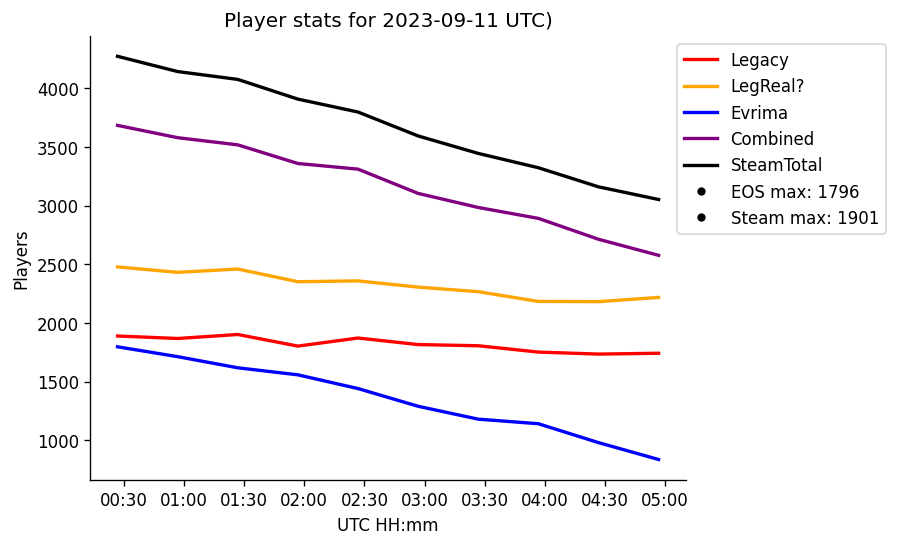 Player stats for 2023-09-11 UTC)
Legacy
LegReal?
Evrima
Combined
SteamTotal
EOS max: 1796
Steam max: 1901
Players
4000
3500
3000
2500
2000
1500
1000
00:30 01:00 01:30 02:00 02:30 03:00 03:30 04:00 04:30 05:00
UTC HH:mm